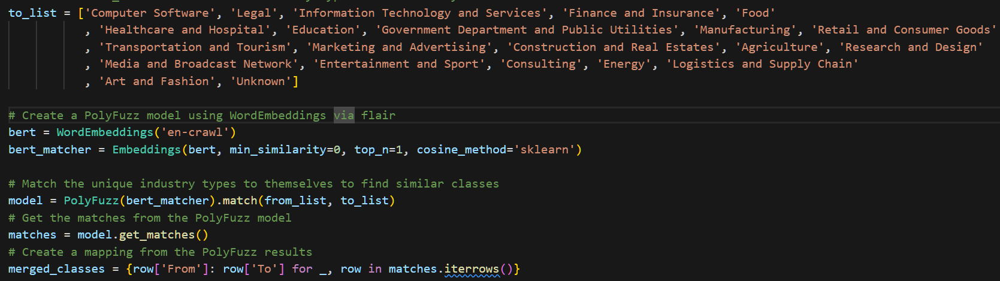 to_list = ['Computer Software', 'Legal', 'Information Technology and Services', 'Finance and Insurance', 'Food'
, 'Healthcare and Hospital', 'Education', 'Government Department and Public Utilities', 'Manufacturing', 'Retail and Consumer Goods'
, 'Transportation and Tourism', 'Marketing and Advertising', 'Construction and Real Estates', 'Agriculture', 'Research and Design'
, 'Media and Broadcast Network', 'Entertainment and Sport', 'Consulting', 'Energy', 'Logistics and Supply Chain'
, 'Art and Fashion', 'Unknown']
# Create a PolyFuzz model using WordEmbeddings via flair
bert = WordEmbeddings('en-crawl')
bert_matcher = Embeddings(bert, min_similarity=0, top_n=1, cosine_method='sklearn')
# Match the unique industry types to themselves to find similar classes
model = PolyFuzz(bert_matcher).match(from_list, to_list)
# Get the matches from the PolyFuzz model
matches = model.get_matches()
# Create a mapping from the PolyFuzz results
merged_classes = {row['From']: row['To'] for _, row in matches.iterrows()}